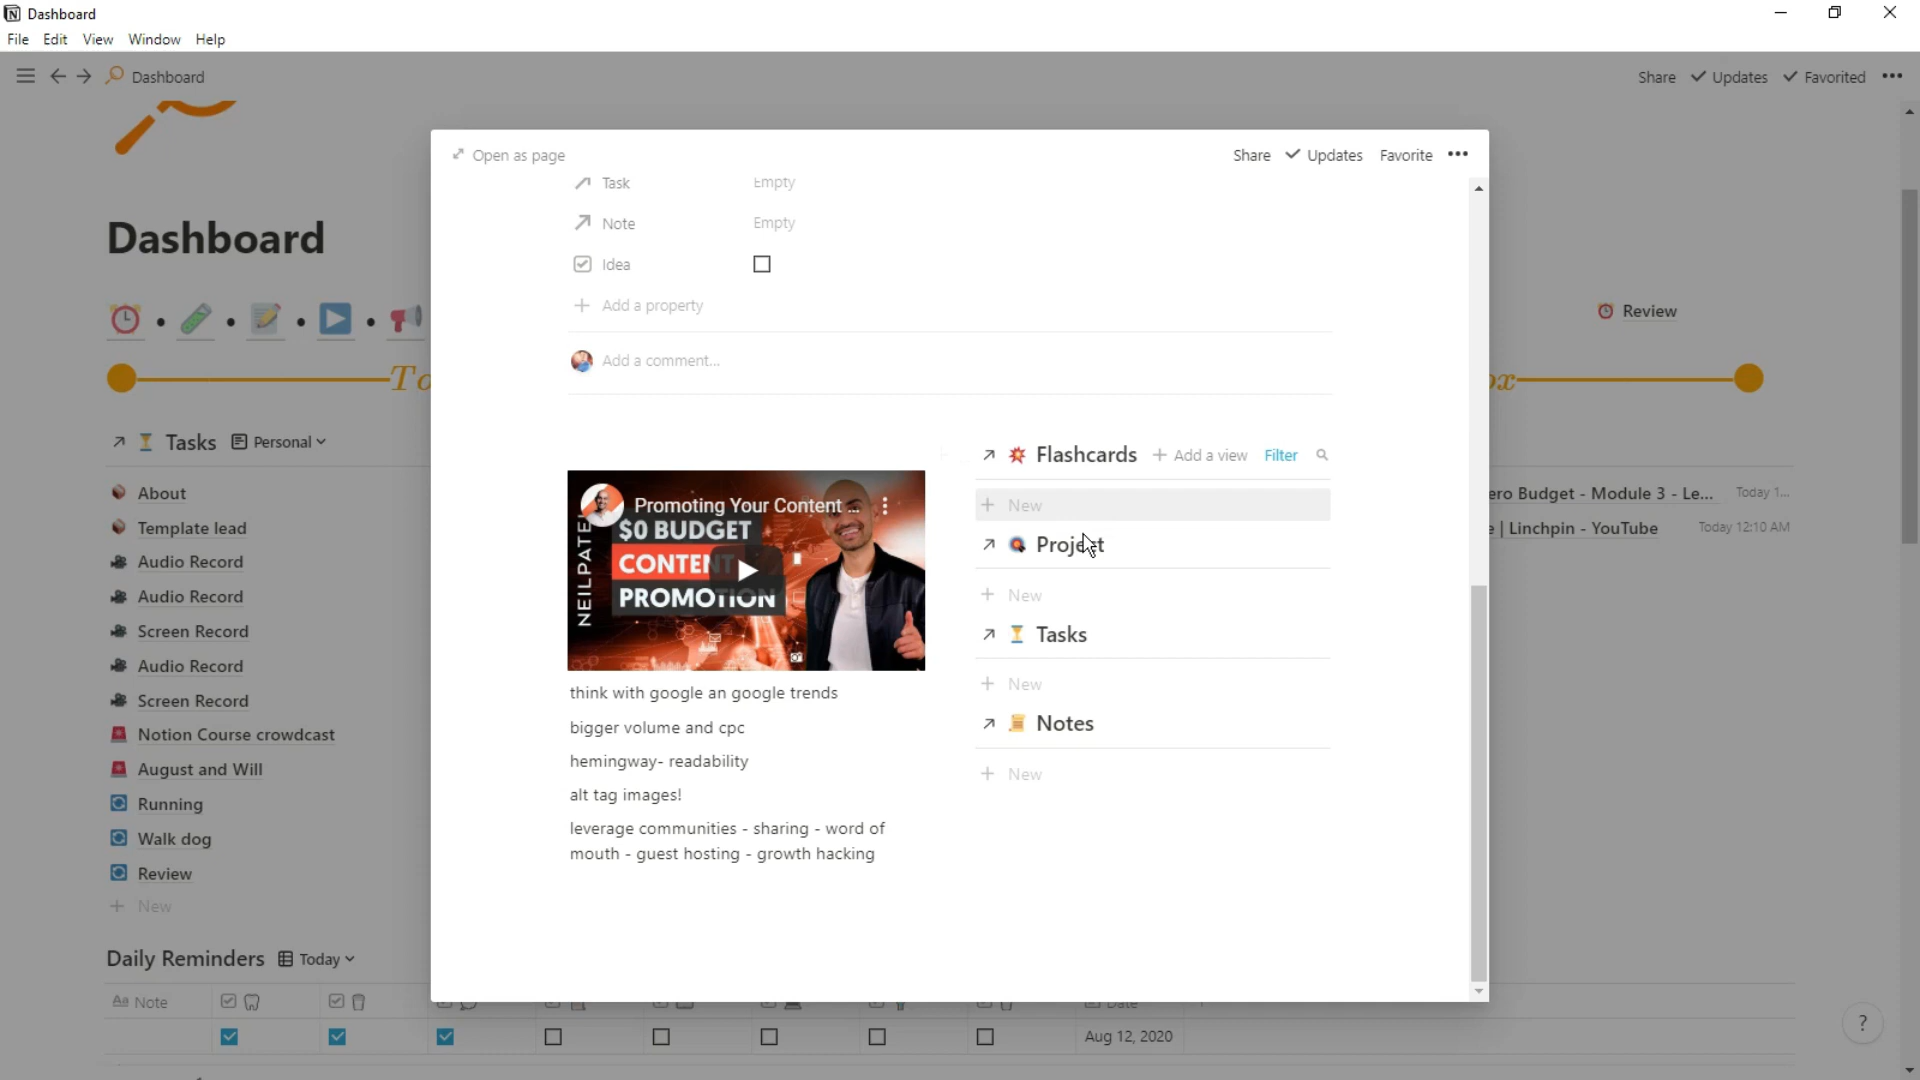 Dashboard
File Edit View Window Help
Dashboard
Share Updates Favorited
Dashboard
Review
Tasks Personal
About
Template lead
Audio Record
Audio Record
Screen Record
Audio Record
Screen Record
Notion Course crowdcast
August and Will
Running
Walk dog
Review
+ New
Daily Reminders Today
Aa Note
Aug 12, 2020
Open as page
Share Updates Favorite
Task Empty
Note Empty
Idea
+ Add a property
Add a comment...
Promoting Your Content ...
NEILPATEL
$0 BUDGET
CONTENT
PROMOTION
think with google an google trends
bigger volume and cpc
hemingway- readability
alt tag images!
leverage communities - sharing - word of
mouth - guest hosting - growth hacking
Flashcards + Add a view Filter
+ New
Project
+ New
Tasks
+ New
Notes
+ New
Budget - Module 3 - Le... Today 1...
| Linchpin - YouTube Today 12:10 AM
?